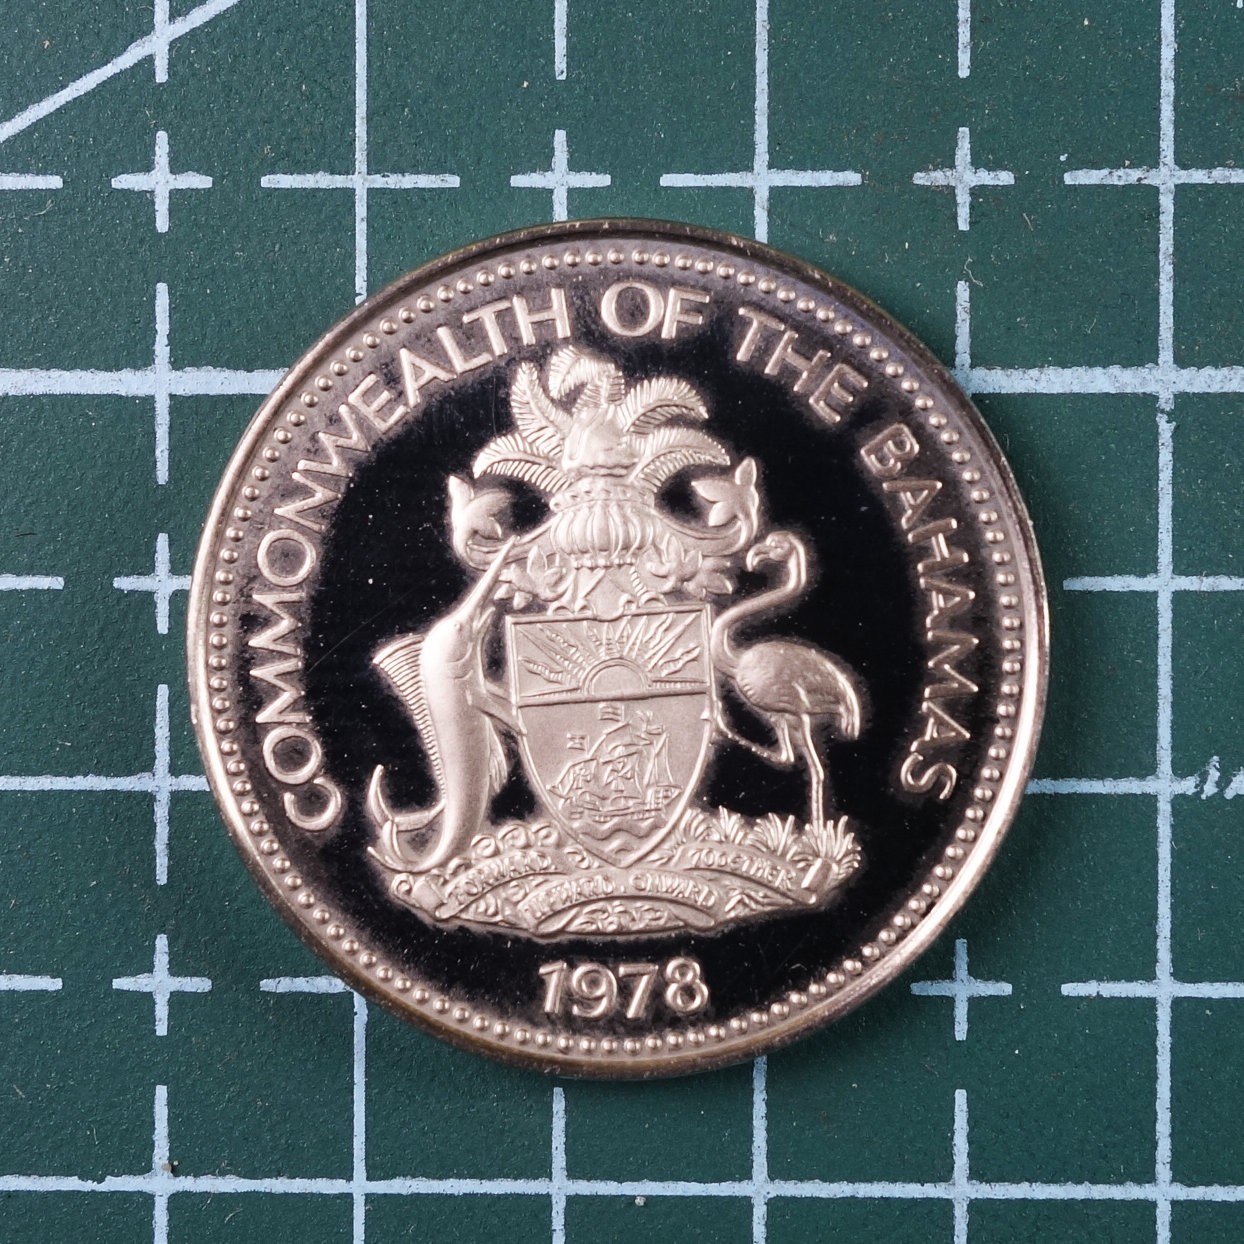 COMMONWEALTH OF THE BAHAMAS
FORWARD UPWARD ONWARD TOGETHER
1978